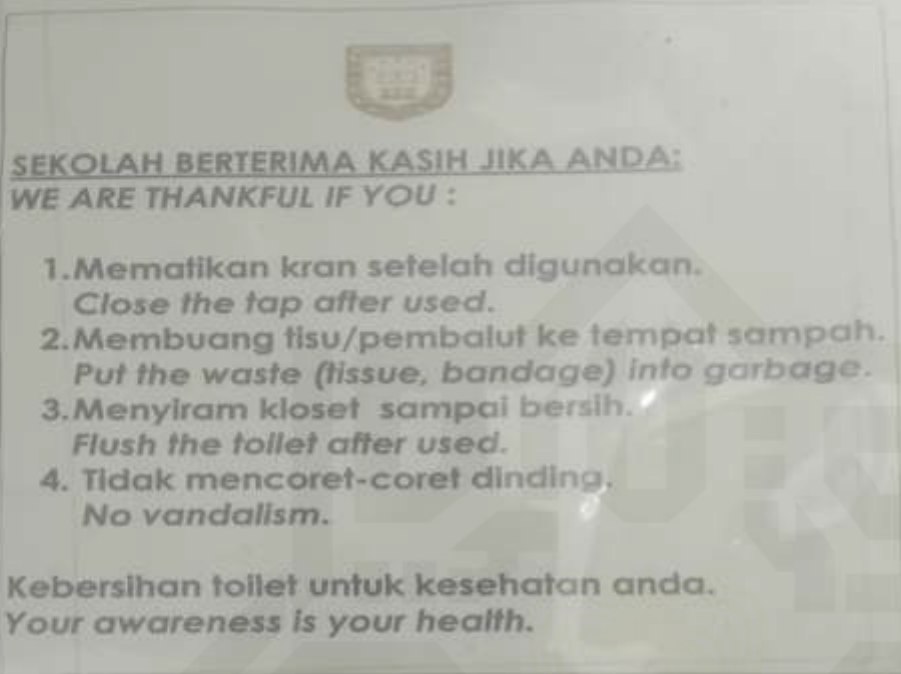 SEKOLAH BERTERIMA KASIH JIKA ANDA:
WE ARE THANKFUL IF YOU :
1.Mematikan kran setelah digunakan.
Close the tap after used.
2.Membuang tisu/pembalut ke tempat sampah.
Put the waste (tissue, bandage) into garbage.
3.Menyiram kloset sampai bersih.
Flush the toilet after used.
4. Tidak mencoret-coret dinding.
No vandalism.
Kebersihan toilet untuk kesehatan anda.
Your awareness is your health.